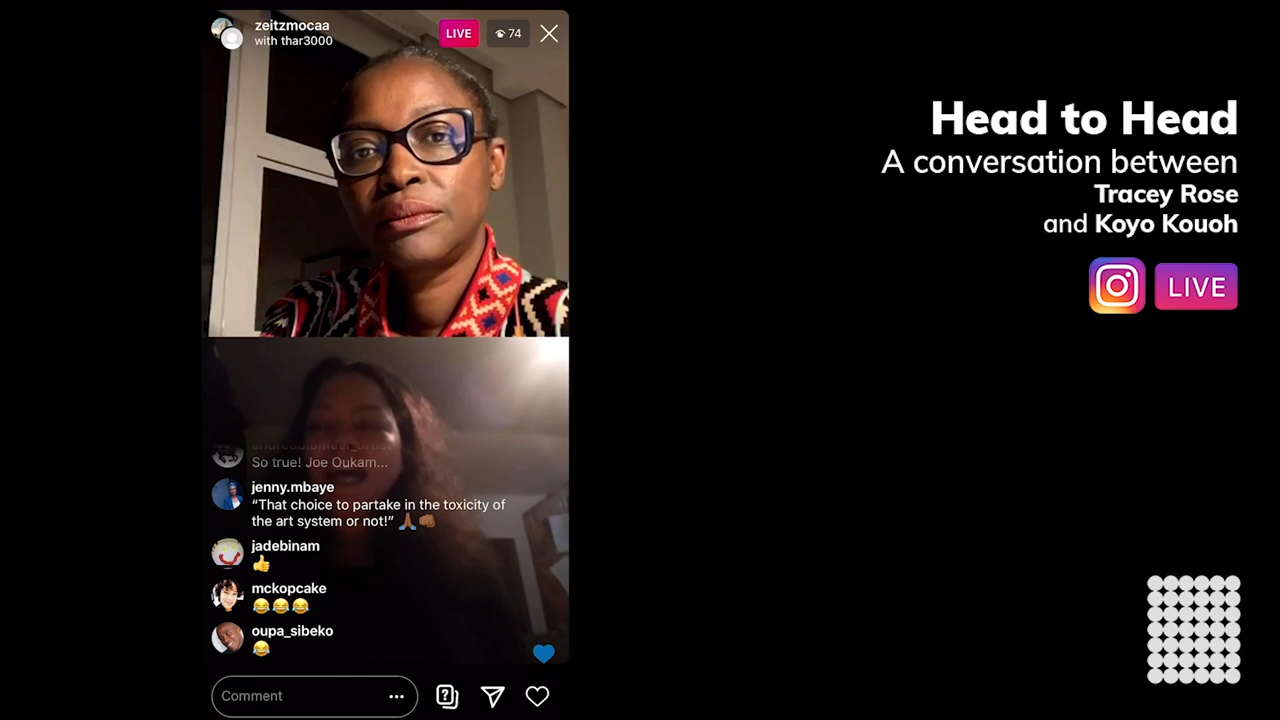 zeitzmocaa
with thar3000
LIVE
74
Head to Head
A conversation between
Tracey Rose
and Koyo Kouoh
LIVE
So true! Joe Oukam...
jenny.mbaye
“That choice to partake in the toxicity of
the art system or not!” 🙏🏾👊🏾
jadebinam
👍
mckopcake
😂😂😂
oupa_sibeko
😂
Comment